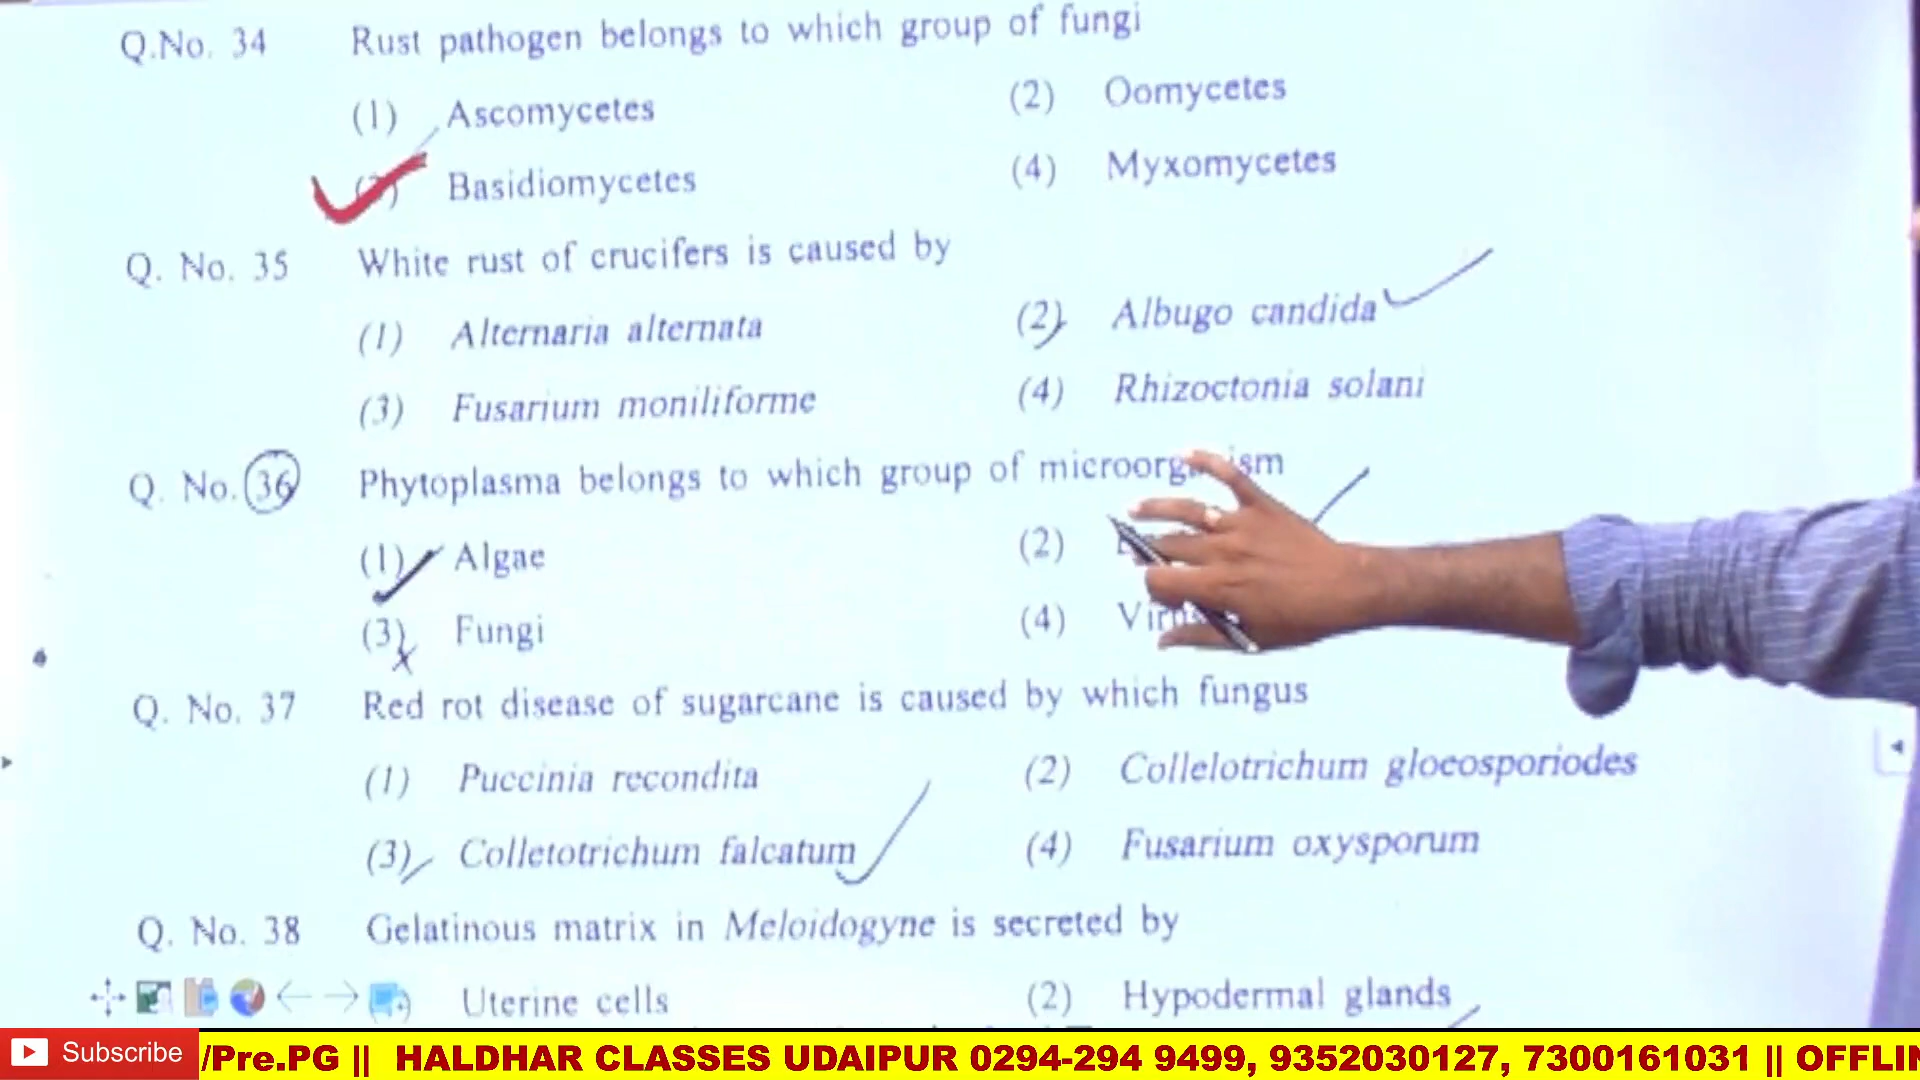 Q.No. 34 Rust pathogen belongs to which group of fungi
(1) Ascomycetes (2) Oomycetes
Basidiomycetes (4) Myxomycetes
Q. No. 35 White rust of crucifers is caused by
(1) Alternaria alternata (2) Albugo candida
(3) Fusarium moniliforme (4) Rhizoctonia solani
Q. No. 36 Phytoplasma belongs to which group of
(1) Algae (2)
(3) Fungi (4)
Q. No. 37 Red rot disease of sugarcane is caused by which fungus
(1) Puccinia recondita (2) Collelotrichum gloeosporiodes
(3) Colletotrichum falcatum (4) Fusarium oxysporum
Q. No. 38 Gelatinous matrix in Meloidogyne is secreted by
Uterine cells (2) Hypodermal glands
Subscribe /Pre.PG || HALDHAR CLASSES UDAIPUR 0294-294 9499, 9352030127, 7300161031 ||